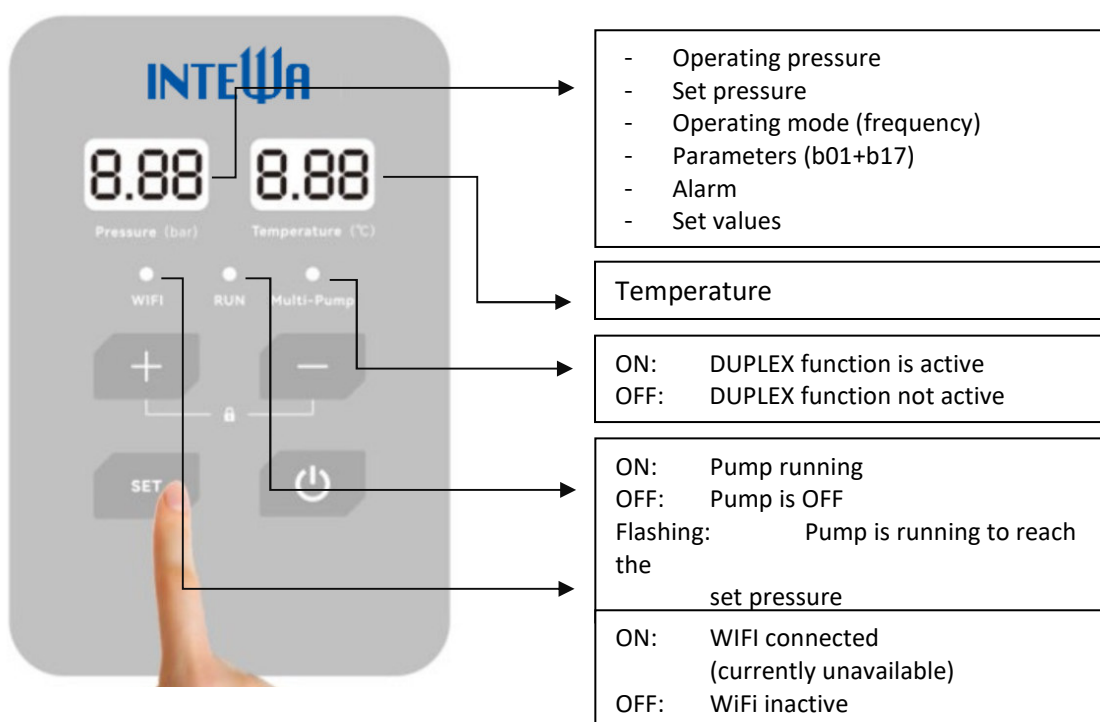 INTEWA
8.88 8.88
Pressure (bar) Temperature (℃)
WIFI RUN Multi-Pump
+ −
SET
- Operating pressure
- Set pressure
- Operating mode (frequency)
- Parameters (b01+b17)
- Alarm
- Set values
Temperature
ON: DUPLEX function is active
OFF: DUPLEX function not active
ON: Pump running
OFF: Pump is OFF
Flashing: Pump is running to reach
the
set pressure
ON: WIFI connected
(currently unavailable)
OFF: WiFi inactive